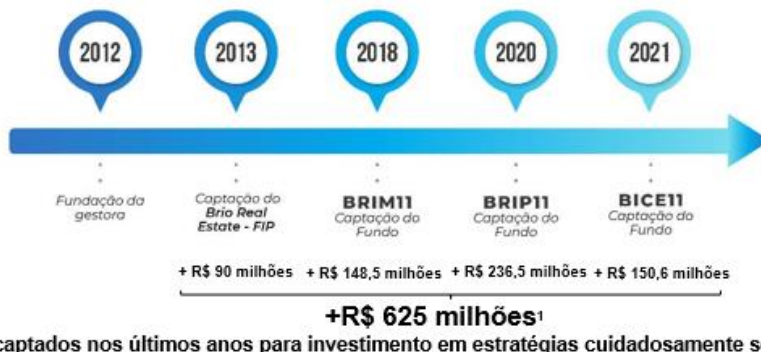 2012 2013 2018 2020 2021
Fundação da
gestora
Captação do
Brio Real
Estate - FIP
BRIM11
Captação do
Fundo
BRIP11
Captação do
Fundo
BICE11
Captação do
Fundo
+ R$ 90 milhões + R$ 148,5 milhões + R$ 236,5 milhões + R$ 150,6 milhões
+R$ 625 milhões¹
captados nos últimos anos para investimento em estratégias cuidadosamente